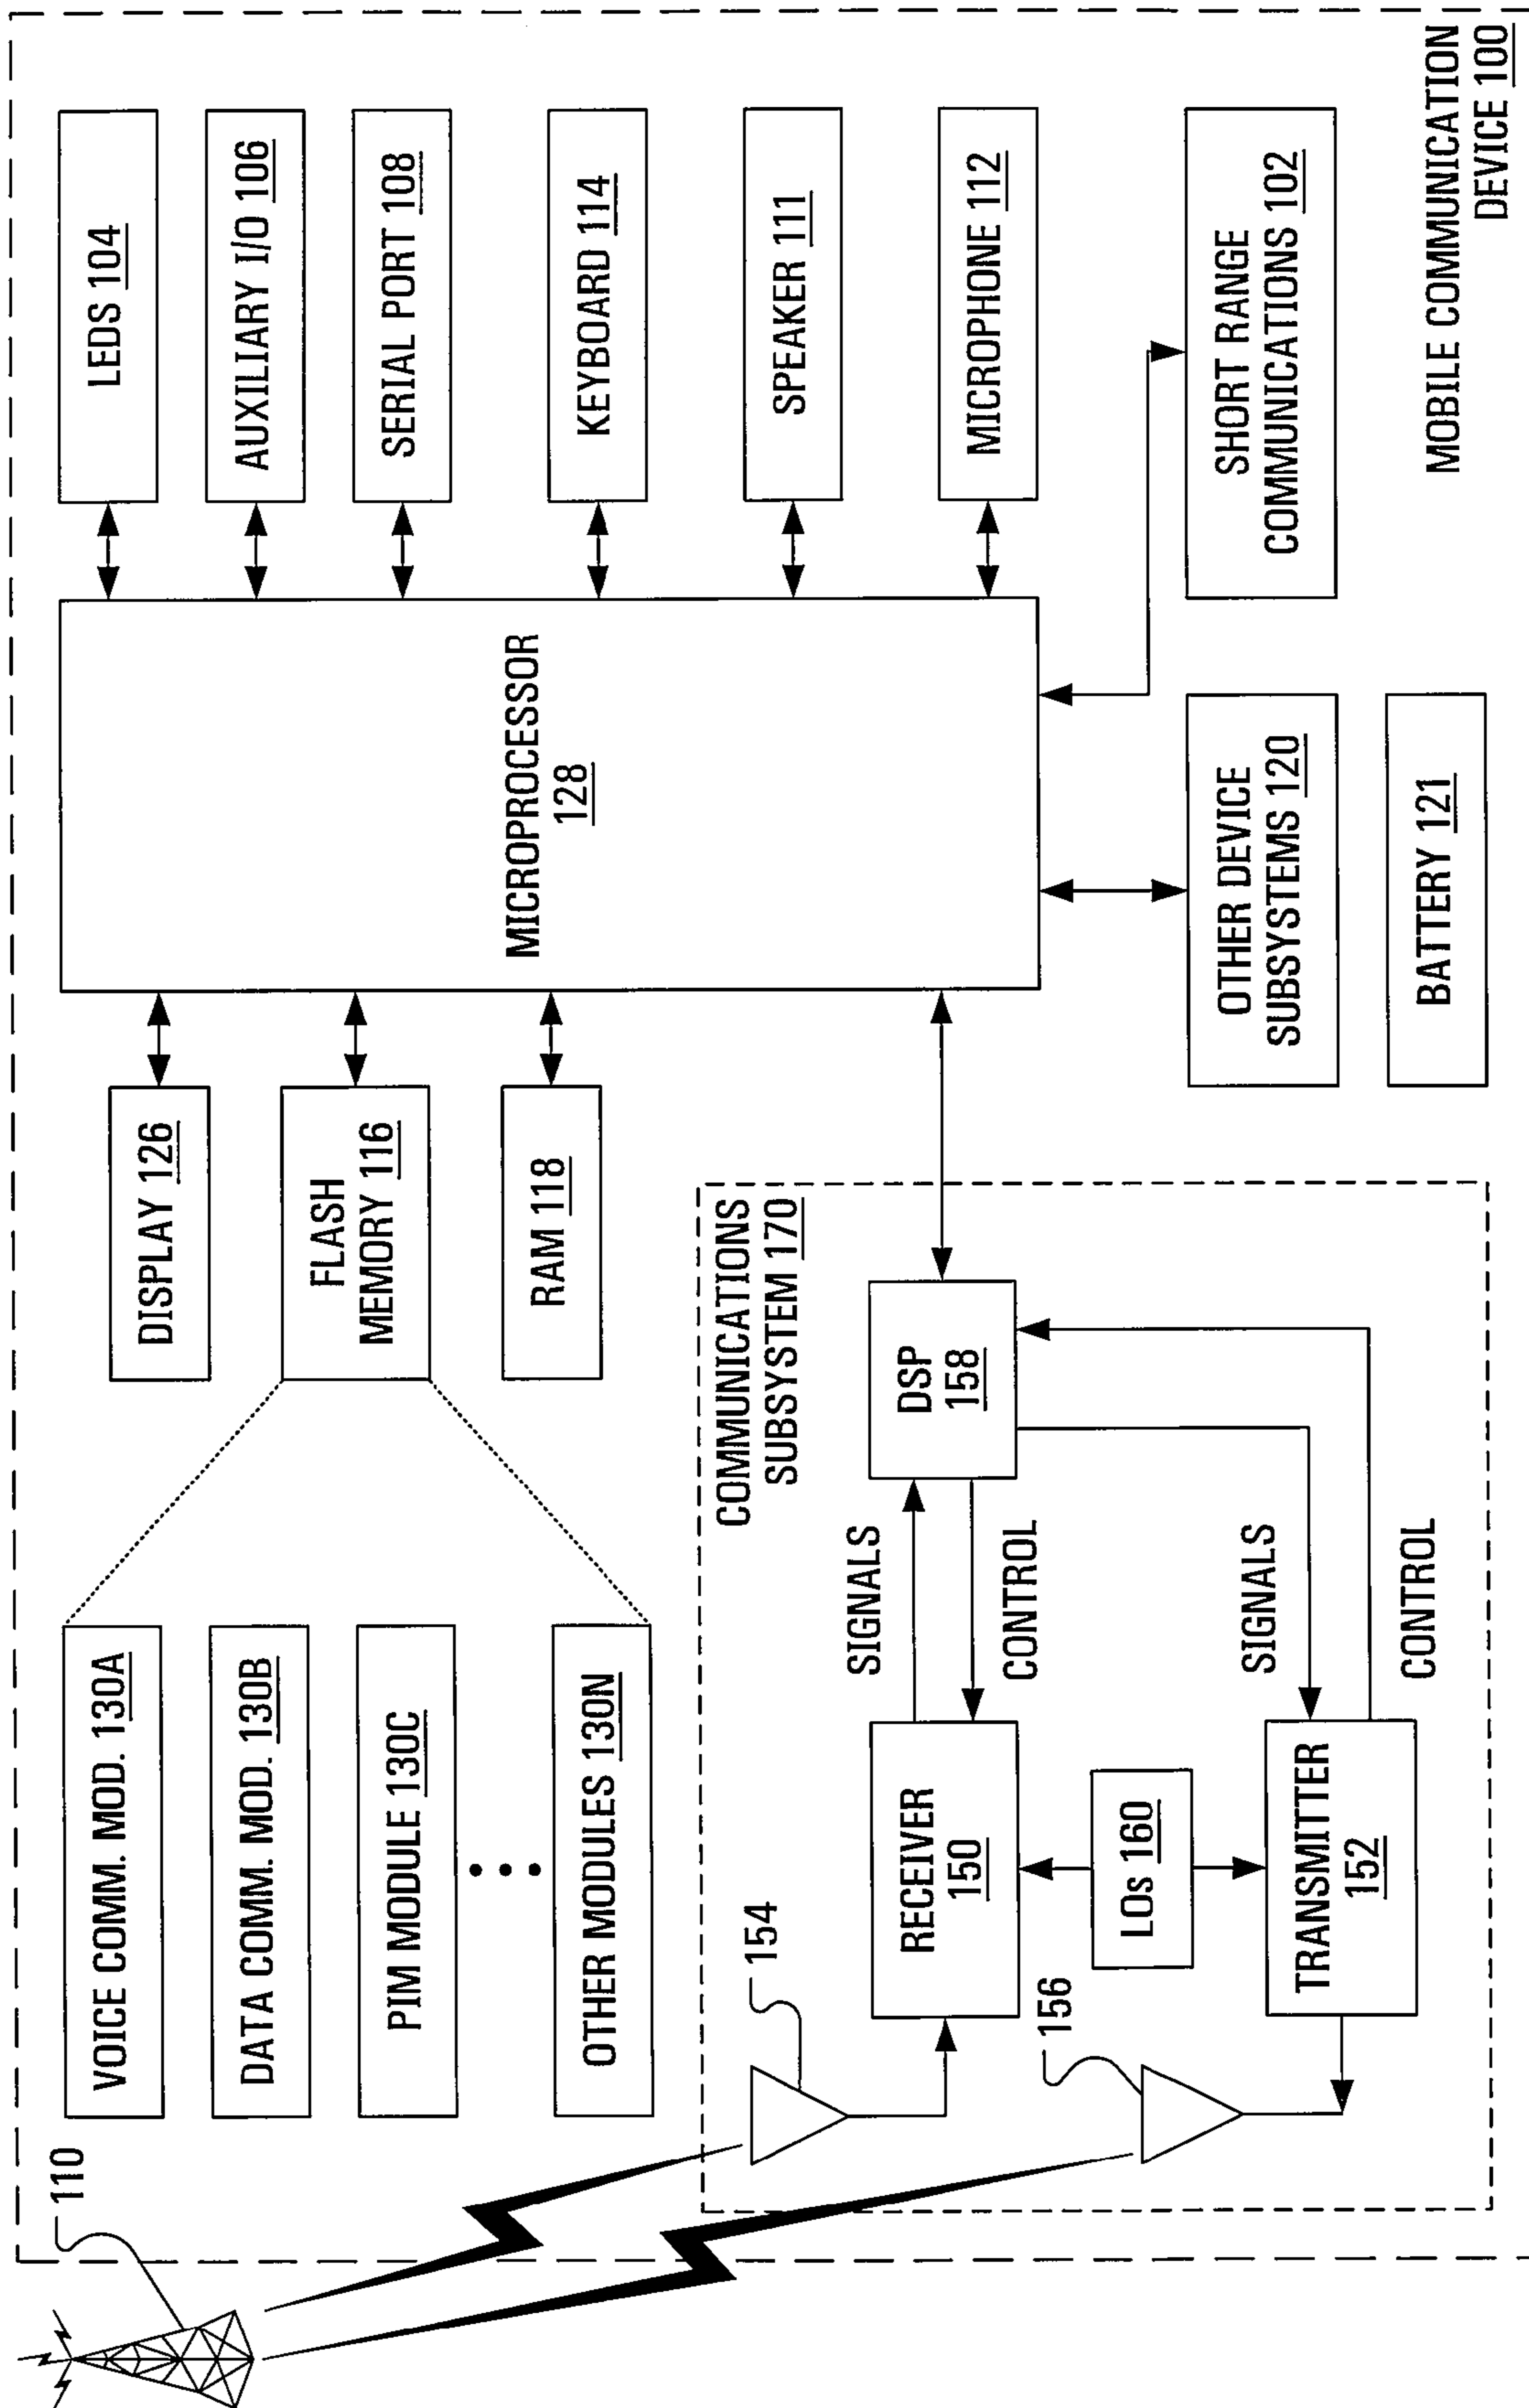 110
VOICE COMM. MOD. 130A
DATA COMM. MOD. 130B
PIM MODULE 130C
OTHER MODULES 130N
DISPLAY 126
FLASH
MEMORY 116
RAM 118
MICROPROCESSOR
128
LEDS 104
AUXILIARY I/O 106
SERIAL PORT 108
KEYBOARD 114
SPEAKER 111
MICROPHONE 112
COMMUNICATIONS
SUBSYSTEM 170
154
RECEIVER
150
SIGNALS
CONTROL
DSP
158
LOs 160
156
TRANSMITTER
152
SIGNALS
CONTROL
OTHER DEVICE
SUBSYSTEMS 120
BATTERY 121
SHORT RANGE
COMMUNICATIONS 102
MOBILE COMMUNICATION
DEVICE 100